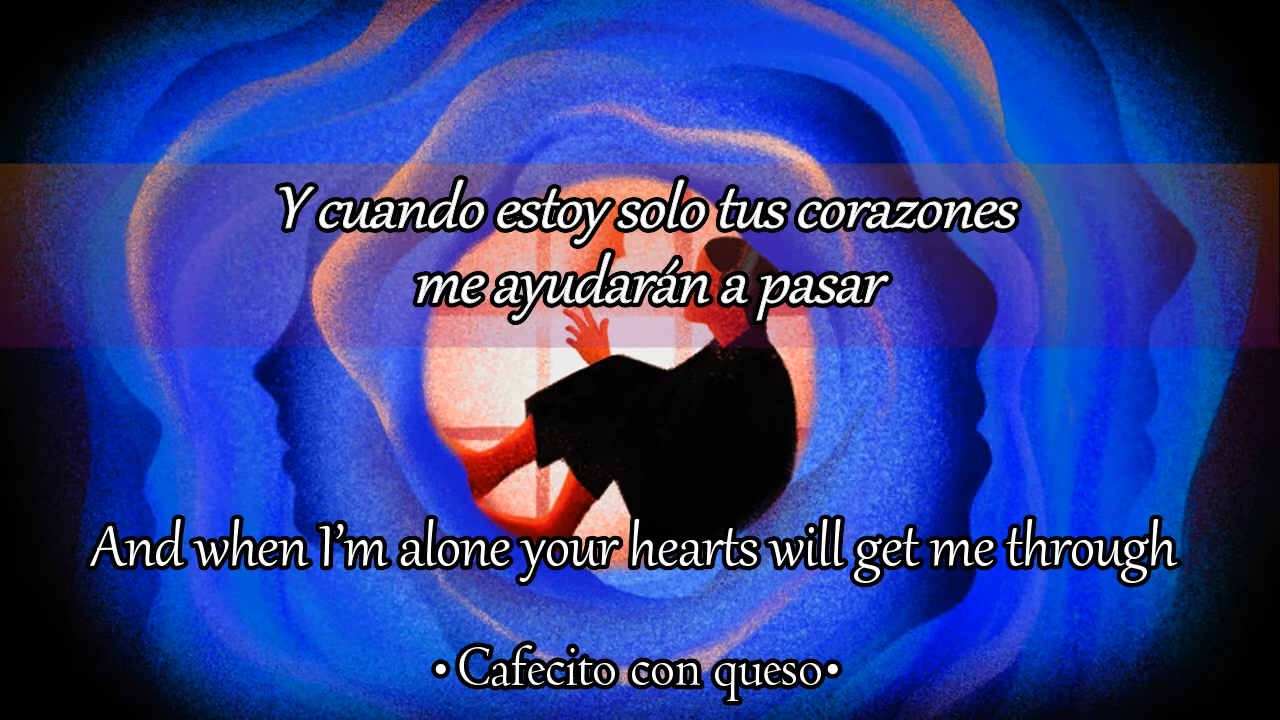 Y cuando estoy solo tus corazones
me ayudarán a pasar
And when I'm alone your hearts will get me through
•Cafecito con queso•